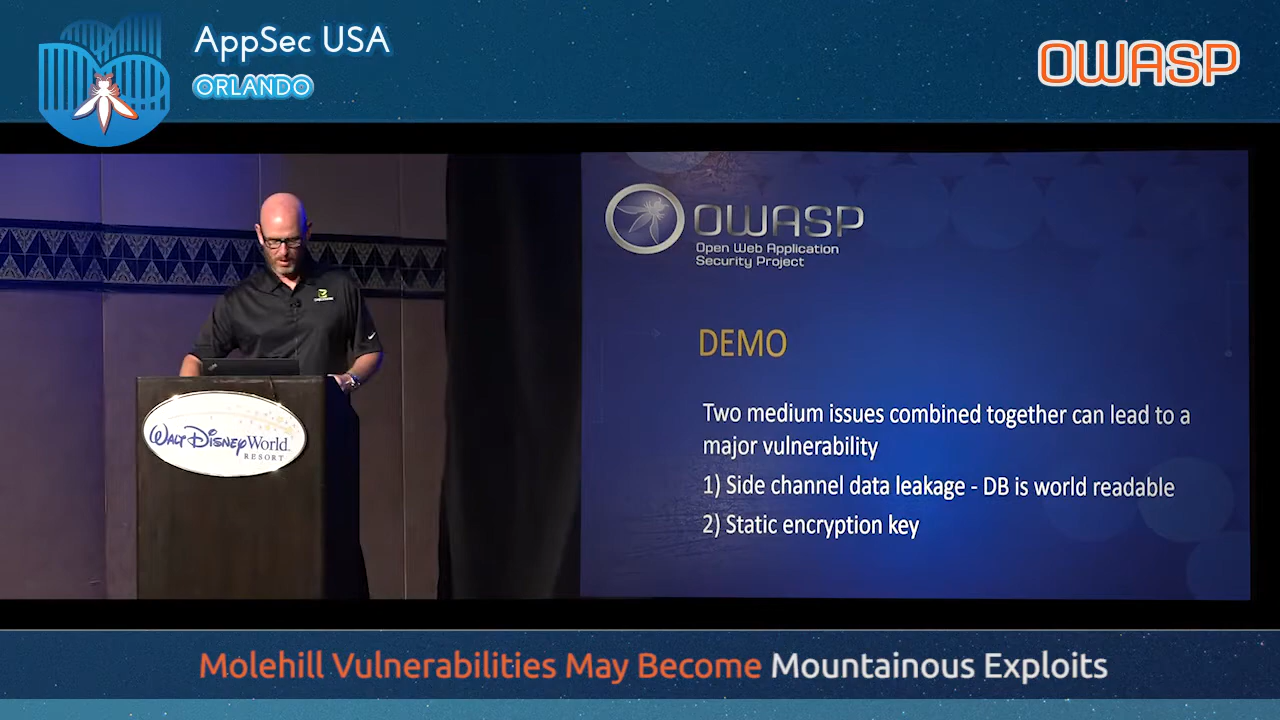 AppSec USA
ORLANDO
OWASP
OWASP
Open Web Application
Security Project
DEMO
Two medium issues combined together can lead to a
major vulnerability
1) Side channel data leakage - DB is world readable
2) Static encryption key
WALT DISNEY World
RESORT
Molehill Vulnerabilities May Become Mountainous Exploits